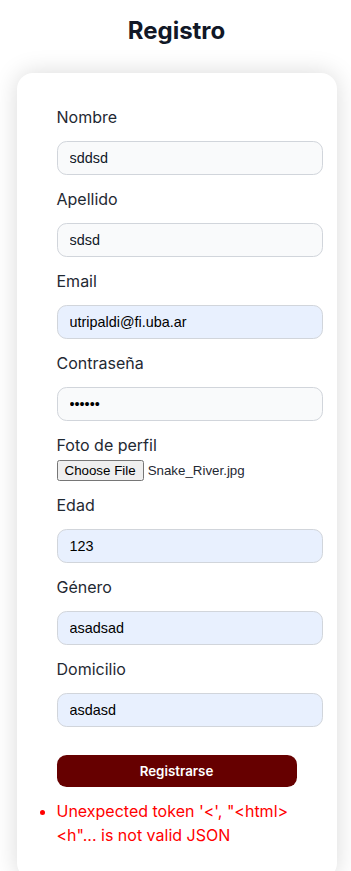 Registro
Nombre
sddsd
Apellido
sdsd
Email
utripaldi@fi.uba.ar
Contraseña
••••••
Foto de perfil
Choose File Snake_River.jpg
Edad
123
Género
asadsad
Domicilio
asdasd
Registrarse
• Unexpected token '<', "<html>
<h"... is not valid JSON